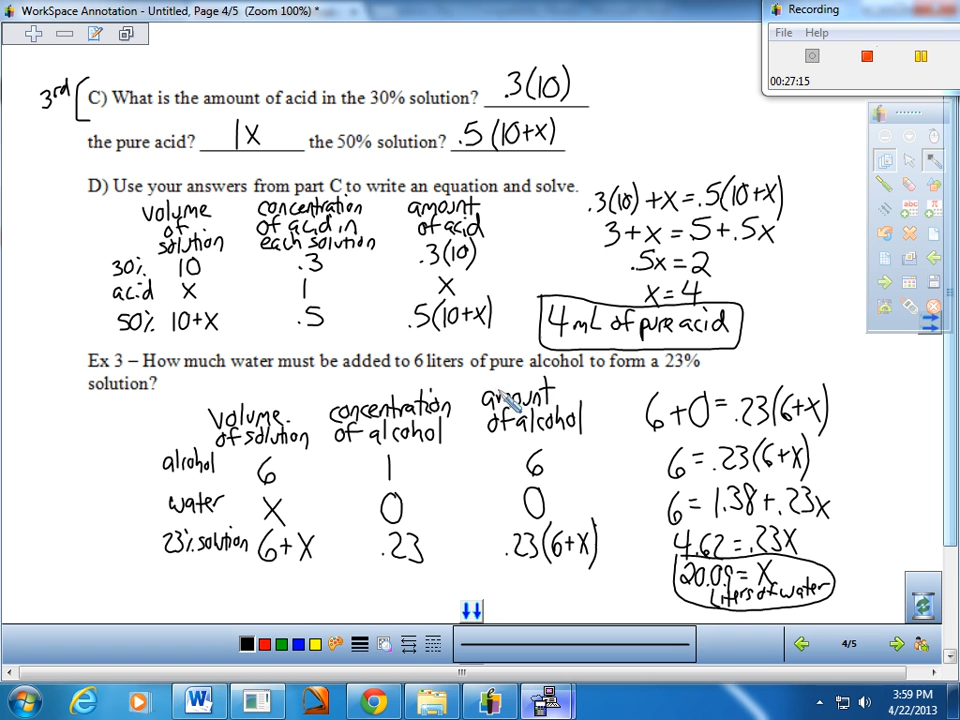 WorkSpace Annotation - Untitled, Page 4/5 (Zoom 100%) *
Recording
File Help
00:27:15
3rd
C) What is the amount of acid in the 30% solution? .3(10)
the pure acid? 1x the 50% solution? .5(10+x)
D) Use your answers from part C to write an equation and solve.
volume of solution concentration of acid in each solution amount of acid
30% 10 .3 .3(10)
acid x 1 x
50% 10+x .5 .5(10+x)
.3(10)+x=.5(10+x)
3+x=5+.5x
.5x=2
x=4
4mL of pure acid
Ex 3 – How much water must be added to 6 liters of pure alcohol to form a 23%
solution?
volume of solution concentration of alcohol amount of alcohol
alcohol 6 1 6
water x 0 0
23% solution 6+x .23 .23(6+x)
6+0=.23(6+x)
6=.23(6+x)
6=1.38+.23x
4.62=.23x
20.09=x
Liters of water
abc
π
4/5
3:59 PM
4/22/2013